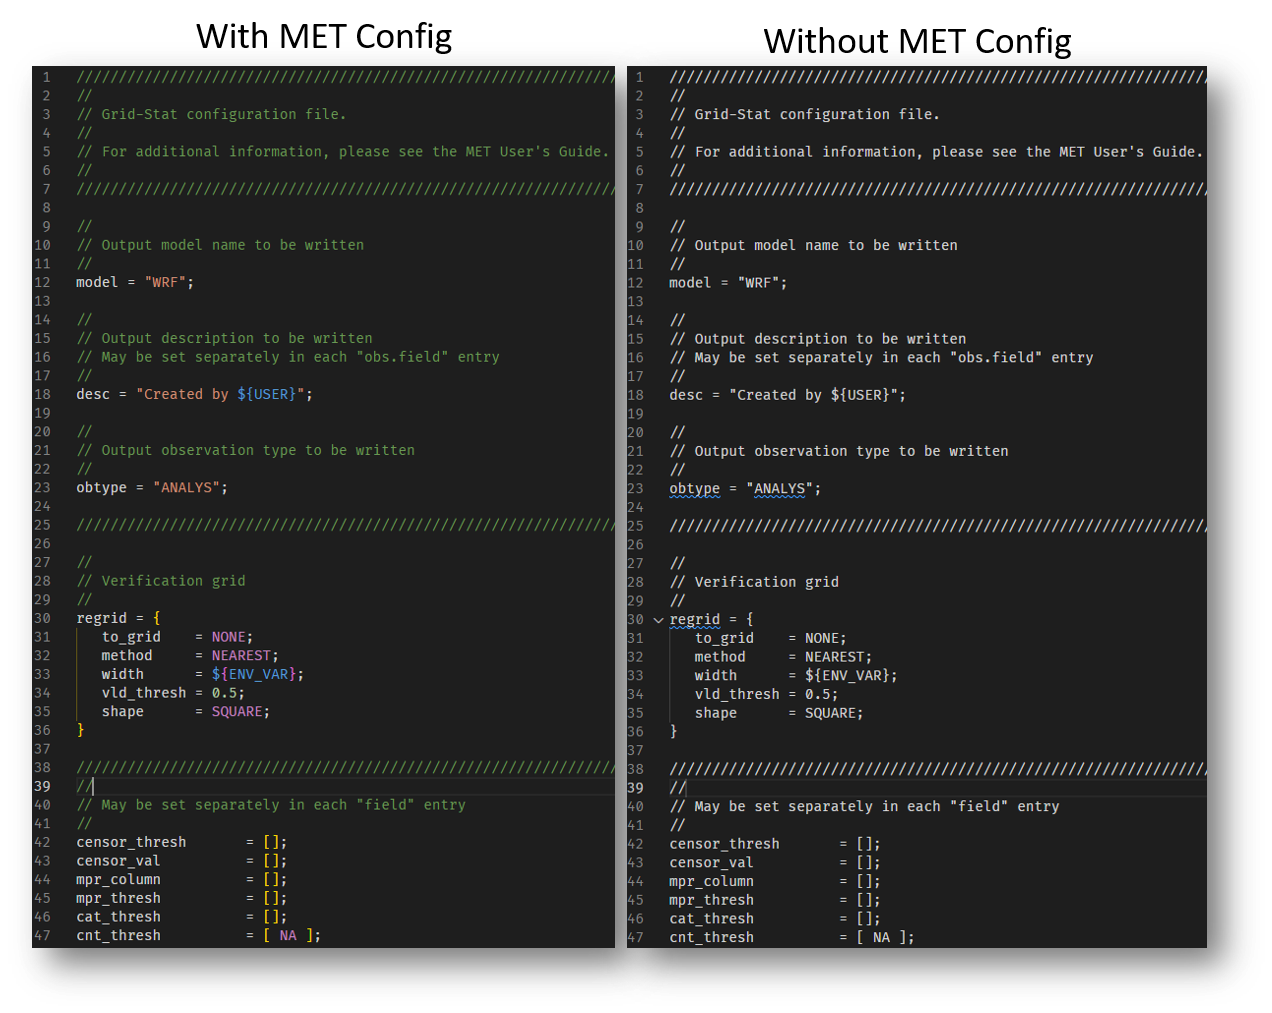 With MET Config
1 ////////////////////////////////////////////////////////////////
2 //
3 // Grid-Stat configuration file.
4 //
5 // For additional information, please see the MET User's Guide.
6 //
7 ////////////////////////////////////////////////////////////////
8
9 //
10 // Output model name to be written
11 //
12 model = "WRF";
13
14 //
15 // Output description to be written
16 // May be set separately in each "obs.field" entry
17 //
18 desc = "Created by ${USER}";
19
20 //
21 // Output observation type to be written
22 //
23 obtype = "ANALYS";
24
25 ////////////////////////////////////////////////////////////////
26
27 //
28 // Verification grid
29 //
30 regrid = {
31    to_grid    = NONE;
32    method     = NEAREST;
33    width      = ${ENV_VAR};
34    vld_thresh = 0.5;
35    shape      = SQUARE;
36 }
37
38 ////////////////////////////////////////////////////////////////
39 //
40 // May be set separately in each "field" entry
41 //
42 censor_thresh       = [];
43 censor_val          = [];
44 mpr_column          = [];
45 mpr_thresh          = [];
46 cat_thresh          = [];
47 cnt_thresh          = [ NA ];
Without MET Config
1 ////////////////////////////////////////////////////////////////
2 //
3 // Grid-Stat configuration file.
4 //
5 // For additional information, please see the MET User's Guide.
6 //
7 ////////////////////////////////////////////////////////////////
8
9 //
10 // Output model name to be written
11 //
12 model = "WRF";
13
14 //
15 // Output description to be written
16 // May be set separately in each "obs.field" entry
17 //
18 desc = "Created by ${USER}";
19
20 //
21 // Output observation type to be written
22 //
23 obtype = "ANALYS";
24
25 ////////////////////////////////////////////////////////////////
26
27 //
28 // Verification grid
29 //
30 regrid = {
31    to_grid    = NONE;
32    method     = NEAREST;
33    width      = ${ENV_VAR};
34    vld_thresh = 0.5;
35    shape      = SQUARE;
36 }
37
38 ////////////////////////////////////////////////////////////////
39 //
40 // May be set separately in each "field" entry
41 //
42 censor_thresh       = [];
43 censor_val          = [];
44 mpr_column          = [];
45 mpr_thresh          = [];
46 cat_thresh          = [];
47 cnt_thresh          = [ NA ];